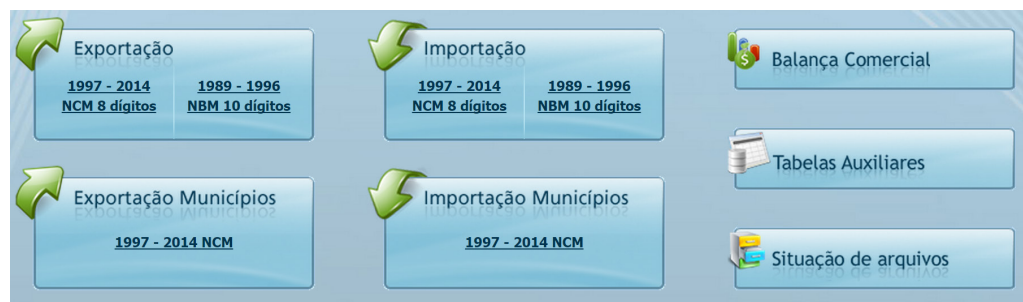 Exportação
1997 - 2014
NCM 8 dígitos
1989 - 1996
NBM 10 dígitos
Importação
1997 - 2014
NCM 8 dígitos
1989 - 1996
NBM 10 dígitos
Balança Comercial
Tabelas Auxiliares
Exportação Municípios
1997 - 2014 NCM
Importação Municípios
1997 - 2014 NCM
Situação de arquivos